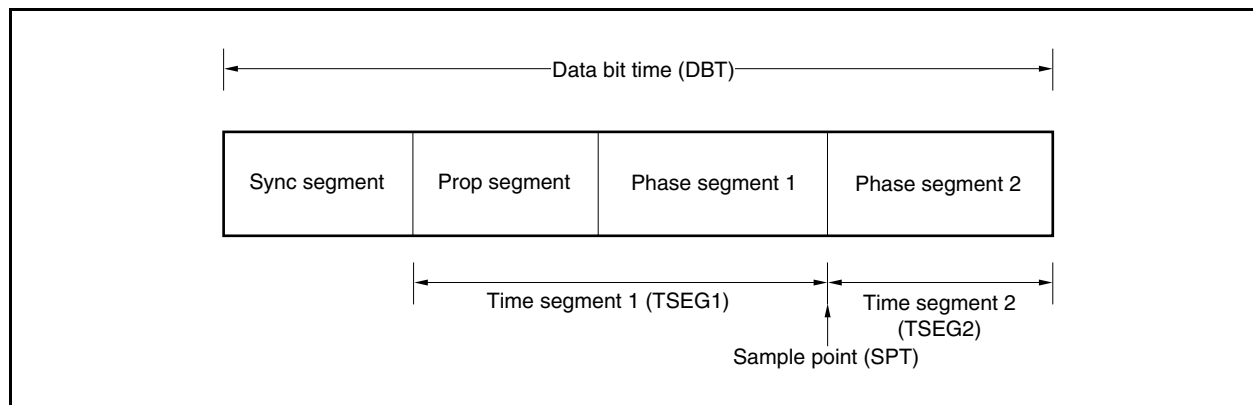 Data bit time (DBT)
Sync segment
Prop segment
Phase segment 1
Phase segment 2
Time segment 1 (TSEG1)
Time segment 2
(TSEG2)
Sample point (SPT)